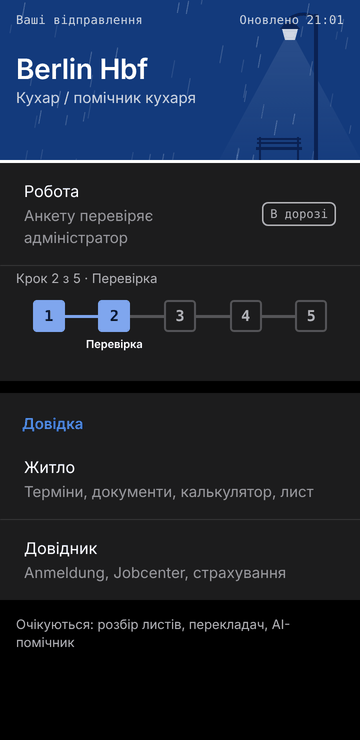 Ваші відправлення
Оновлено 21:01
Berlin Hbf
Кухар / помічник кухаря
Робота
Анкету перевіряє
адміністратор
В дорозі
Крок 2 з 5 · Перевірка
1 2 3 4 5
Перевірка
Довідка
Житло
Терміни, документи, калькулятор, лист
Довідник
Anmeldung, Jobcenter, страхування
Очікуються: розбір листів, перекладач, AI-
помічник